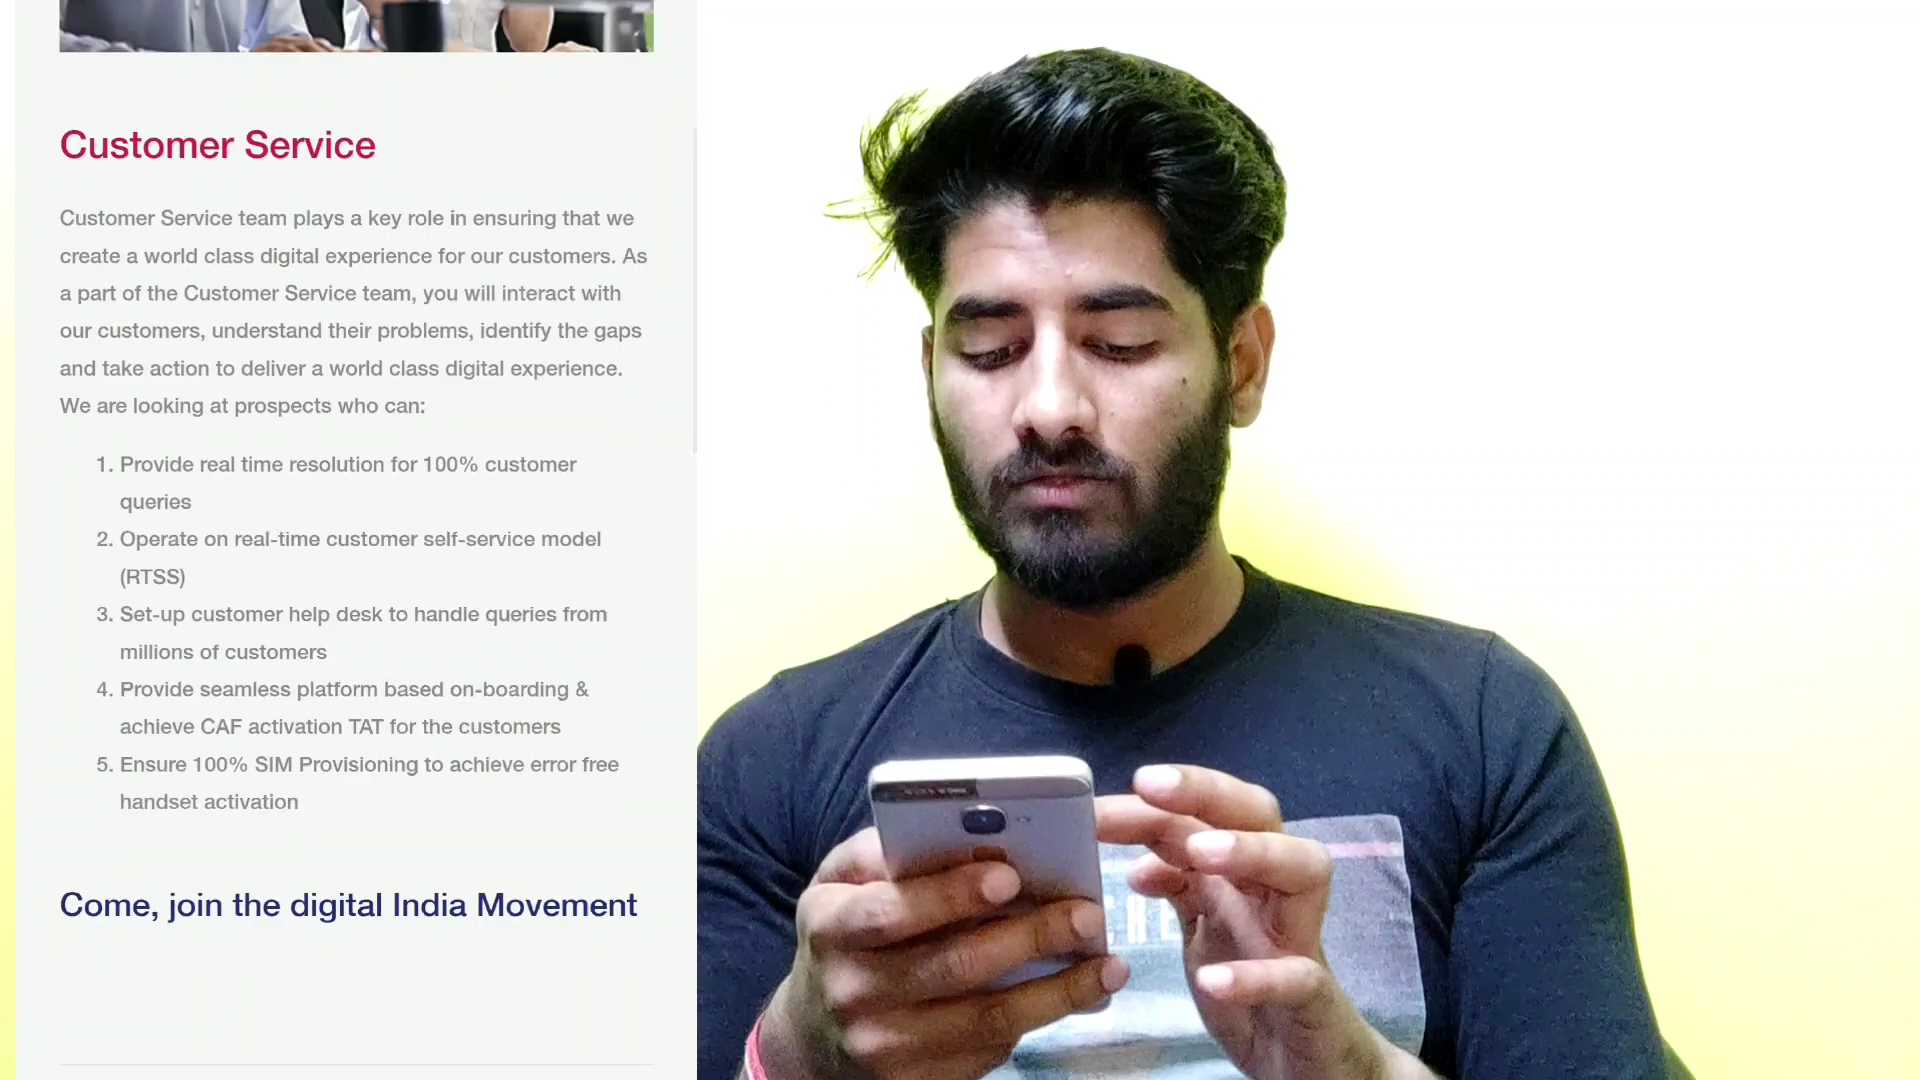 Customer Service
Customer Service team plays a key role in ensuring that we
create a world class digital experience for our customers. As
a part of the Customer Service team, you will interact with
our customers, understand their problems, identify the gaps
and take action to deliver a world class digital experience.
We are looking at prospects who can:
1. Provide real time resolution for 100% customer
queries
2. Operate on real-time customer self-service model
(RTSS)
3. Set-up customer help desk to handle queries from
millions of customers
4. Provide seamless platform based on-boarding &
achieve CAF activation TAT for the customers
5. Ensure 100% SIM Provisioning to achieve error free
handset activation
Come, join the digital India Movement